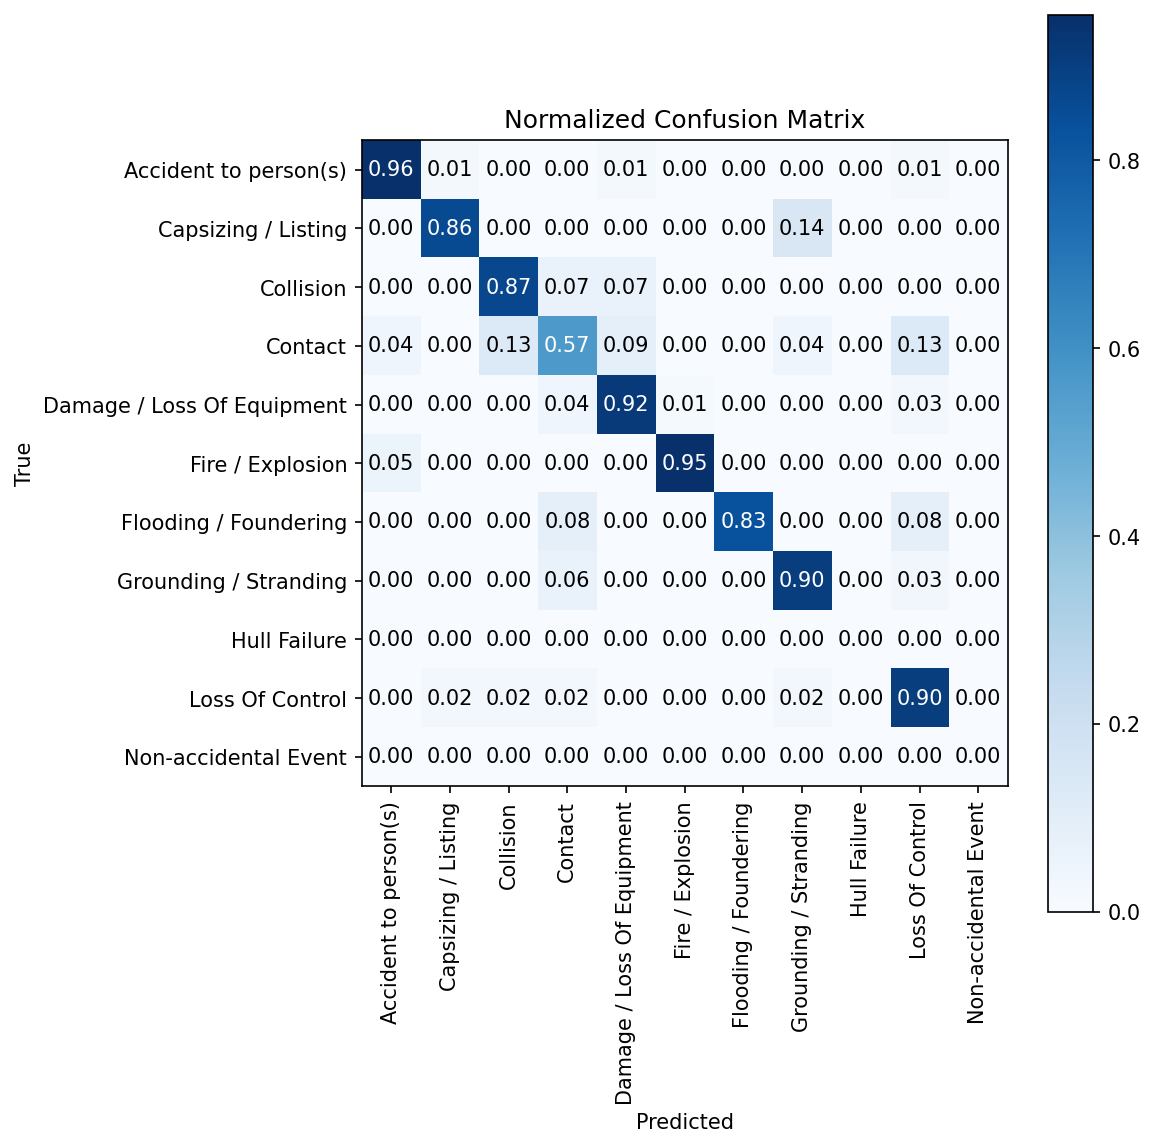 Normalized Confusion Matrix
Accident to person(s) 0.96 0.01 0.00 0.00 0.01 0.00 0.00 0.00 0.00 0.01 0.00
Capsizing / Listing 0.00 0.86 0.00 0.00 0.00 0.00 0.00 0.14 0.00 0.00 0.00
Collision 0.00 0.00 0.87 0.07 0.07 0.00 0.00 0.00 0.00 0.00 0.00
Contact 0.04 0.00 0.13 0.57 0.09 0.00 0.00 0.04 0.00 0.13 0.00
Damage / Loss Of Equipment 0.00 0.00 0.00 0.04 0.92 0.01 0.00 0.00 0.00 0.03 0.00
Fire / Explosion 0.05 0.00 0.00 0.00 0.00 0.95 0.00 0.00 0.00 0.00 0.00
Flooding / Foundering 0.00 0.00 0.00 0.08 0.00 0.00 0.83 0.00 0.00 0.08 0.00
Grounding / Stranding 0.00 0.00 0.00 0.06 0.00 0.00 0.00 0.90 0.00 0.03 0.00
Hull Failure 0.00 0.00 0.00 0.00 0.00 0.00 0.00 0.00 0.00 0.00 0.00
Loss Of Control 0.00 0.02 0.02 0.02 0.00 0.00 0.00 0.02 0.00 0.90 0.00
Non-accidental Event 0.00 0.00 0.00 0.00 0.00 0.00 0.00 0.00 0.00 0.00 0.00
True
Accident to person(s)
Capsizing / Listing
Collision
Contact
Damage / Loss Of Equipment
Fire / Explosion
Flooding / Foundering
Grounding / Stranding
Hull Failure
Loss Of Control
Non-accidental Event
Predicted
0.8
0.6
0.4
0.2
0.0